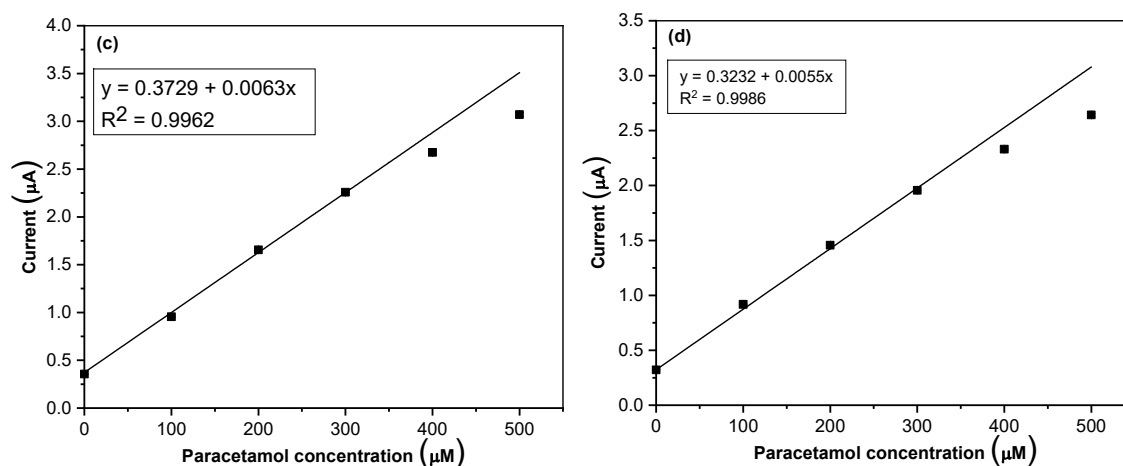 (c)
y = 0.3729 + 0.0063x
R² = 0.9962
4.0
3.5
3.0
2.5
2.0
1.5
1.0
0.5
0.0
Current (μA)
0 100 200 300 400 500
Paracetamol concentration (μM)
(d)
y = 0.3232 + 0.0055x
R² = 0.9986
3.5
3.0
2.5
2.0
1.5
1.0
0.5
0.0
Current (μA)
0 100 200 300 400 500
Paracetamol concentration (μM)